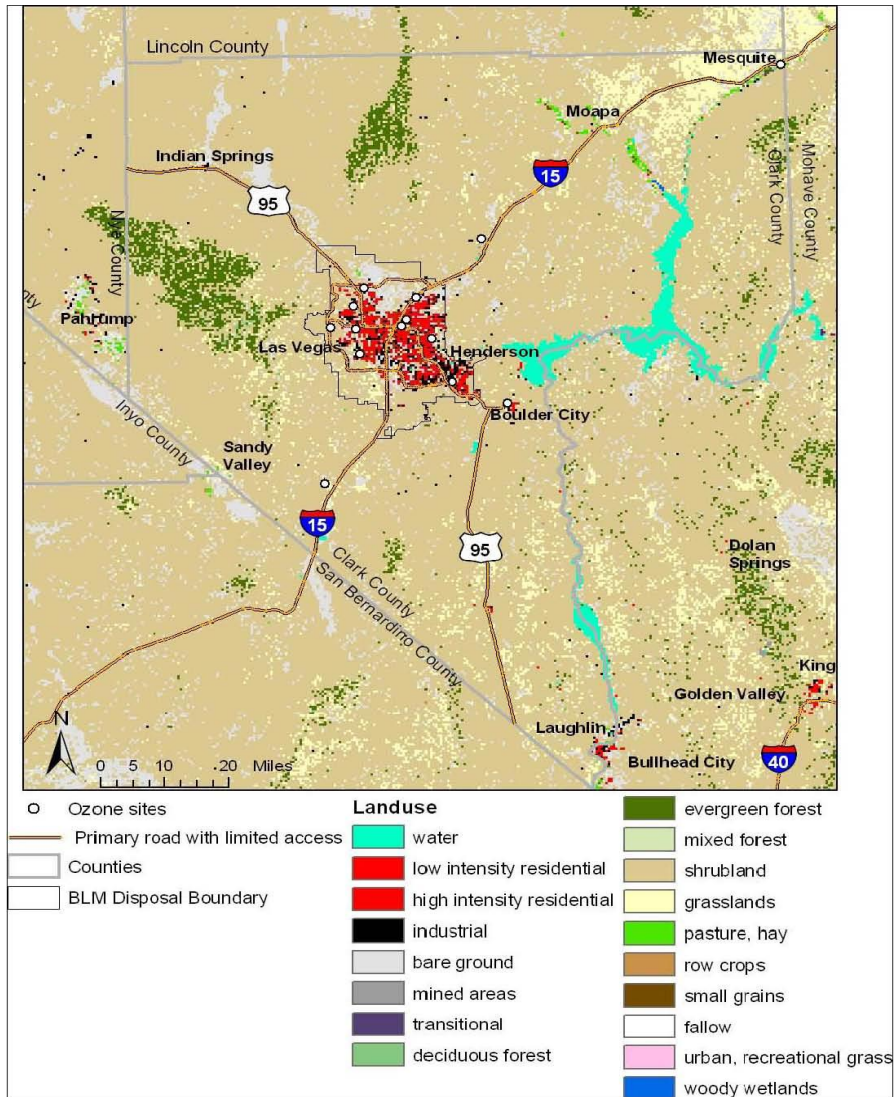 Lincoln County
Mesquite
Moapa
Indian Springs
15
95
Mohave County
Clark County
Nye County
Pahrump
Las Vegas
Henderson
Boulder City
Inyo County
Sandy
Valley
15
95
Clark County
San Bernardino County
Dolan
Springs
King
Golden Valley
Laughlin
Bullhead City
40
N
0 5 10 20 Miles
Ozone sites
Primary road with limited access
Counties
BLM Disposal Boundary
Landuse
water
low intensity residential
high intensity residential
industrial
bare ground
mined areas
transitional
deciduous forest
evergreen forest
mixed forest
shrubland
grasslands
pasture, hay
row crops
small grains
fallow
urban, recreational grass
woody wetlands